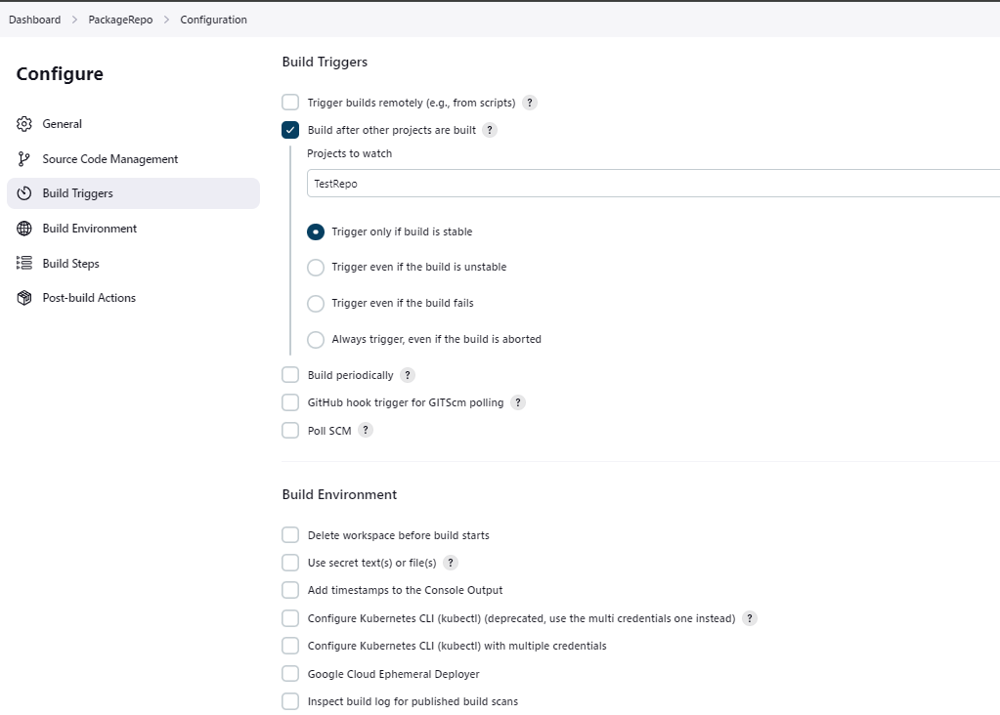 Dashboard > PackageRepo > Configuration
Configure
General
Source Code Management
Build Triggers
Build Environment
Build Steps
Post-build Actions
Build Triggers
Trigger builds remotely (e.g., from scripts) ?
Build after other projects are built ?
Projects to watch
TestRepo
Trigger only if build is stable
Trigger even if the build is unstable
Trigger even if the build fails
Always trigger, even if the build is aborted
Build periodically ?
GitHub hook trigger for GITScm polling ?
Poll SCM ?
Build Environment
Delete workspace before build starts
Use secret text(s) or file(s) ?
Add timestamps to the Console Output
Configure Kubernetes CLI (kubectl) (deprecated, use the multi credentials one instead) ?
Configure Kubernetes CLI (kubectl) with multiple credentials
Google Cloud Ephemeral Deployer
Inspect build log for published build scans